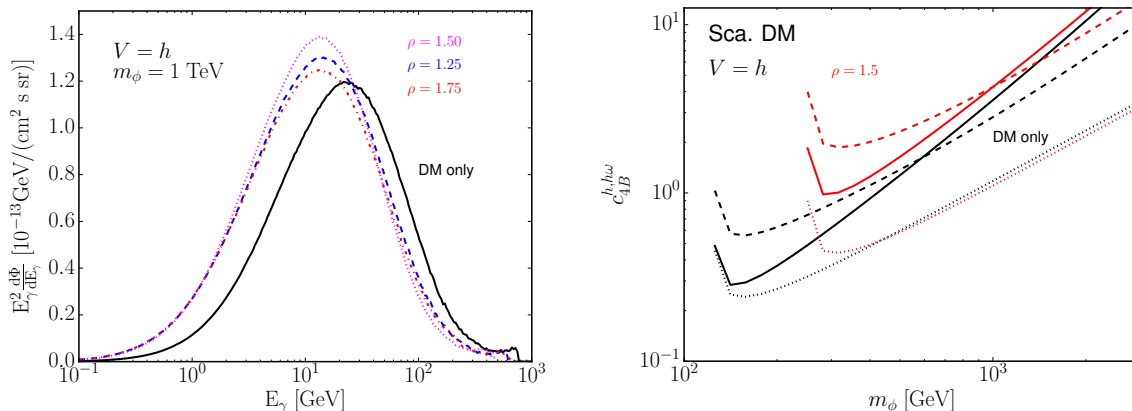 V = h
m_ϕ = 1 TeV
ρ = 1.50
ρ = 1.25
ρ = 1.75
DM only
E_γ^2 dΦ/dE_γ [10^{-13}GeV/(cm^2 s sr)]
1.4
1.2
1.0
0.8
0.6
0.4
0.2
0.0
10^{-1} 10^0 10^1 10^2 10^3
E_γ [GeV]
Sca. DM
V = h
ρ = 1.5
DM only
c_{4B}^{h,hω}
10^1
10^0
10^{-1}
10^2 10^3
m_ϕ [GeV]